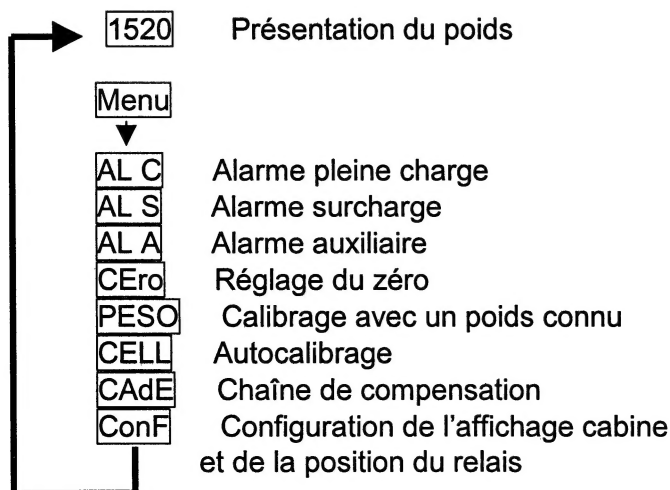 1520 Présentation du poids
Menu
AL C Alarme pleine charge
AL S Alarme surcharge
AL A Alarme auxiliaire
CEro Réglage du zéro
PESO Calibrage avec un poids connu
CELL Autocalibrage
CAdE Chaîne de compensation
ConF Configuration de l'affichage cabine
et de la position du relais